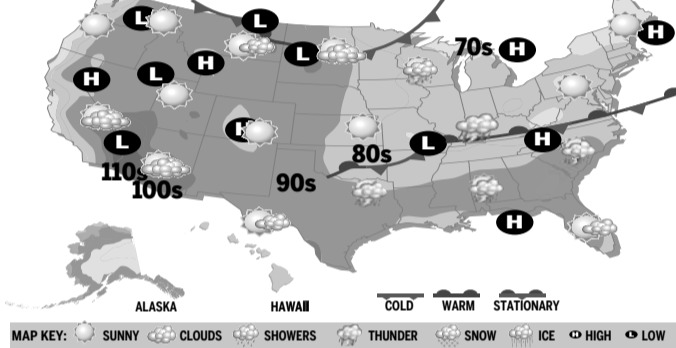 L
L
H
H
70s
L
H
L
H
H
L
H
L
80s
H
110s
100s
90s
H
ALASKA
HAWAII
COLD
WARM
STATIONARY
MAP KEY: SUNNY CLOUDS SHOWERS THUNDER SNOW ICE H HIGH L LOW